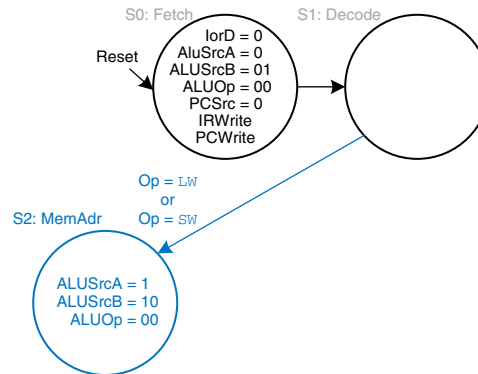 S0: Fetch
S1: Decode
Reset
IorD = 0
AluSrcA = 0
ALUSrcB = 01
ALUOp = 00
PCSrc = 0
IRWrite
PCWrite
Op = LW
or
Op = SW
S2: MemAdr
ALUSrcA = 1
ALUSrcB = 10
ALUOp = 00